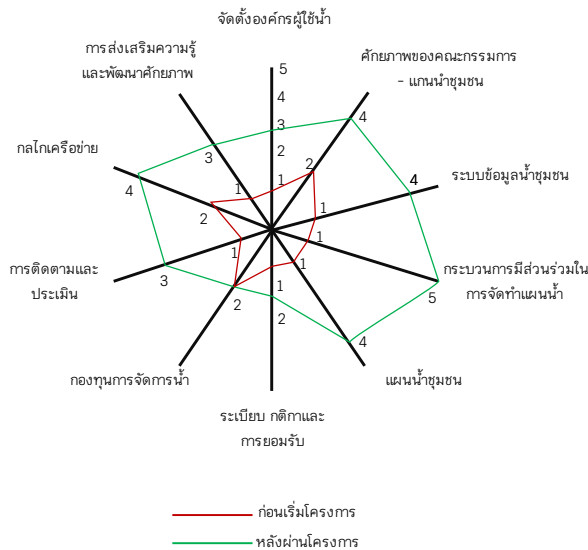 จัดตั้งองค์กรผู้ใช้น้ำ
การส่งเสริมความรู้
และพัฒนาศักยภาพ
ศักยภาพของคณะกรรมการ
- แกนนำชุมชน
5
4
3
2
1
4
2
3
1
กลไกเครือข่าย
4
2
4
1
ระบบข้อมูลน้ำชุมชน
การติดตามและ
ประเมิน
3
1
1
5
กระบวนการมีส่วนร่วมใน
การจัดทำแผนน้ำ
1
4
แผนน้ำชุมชน
2
กองทุนการจัดการน้ำ
1
2
ระเบียบ กติกาและ
การยอมรับ
ก่อนเริ่มโครงการ
หลังผ่านโครงการ